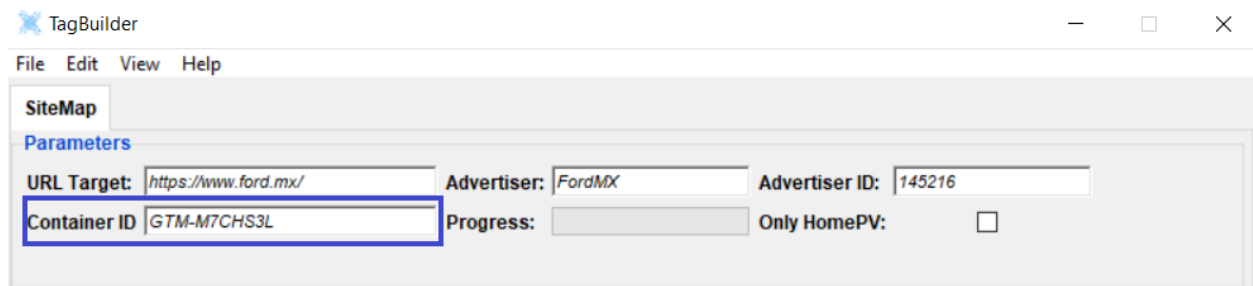 TagBuilder
File Edit View Help
SiteMap
Parameters
URL Target: https://www.ford.mx/ Advertiser: FordMX Advertiser ID: 145216
Container ID GTM-M7CHS3L Progress: Only HomePV: